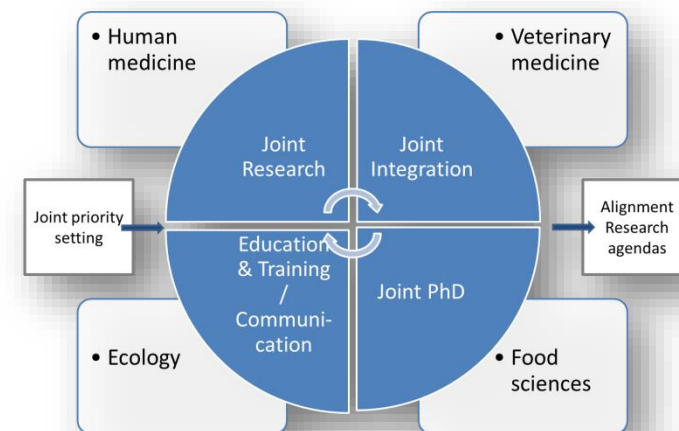 • Human
medicine
• Veterinary
medicine
Joint
Research
Joint
Integration
Joint priority
setting
Alignment
Research
agendas
Education
& Training
/
Communi-
cation
Joint PhD
• Ecology
• Food
sciences